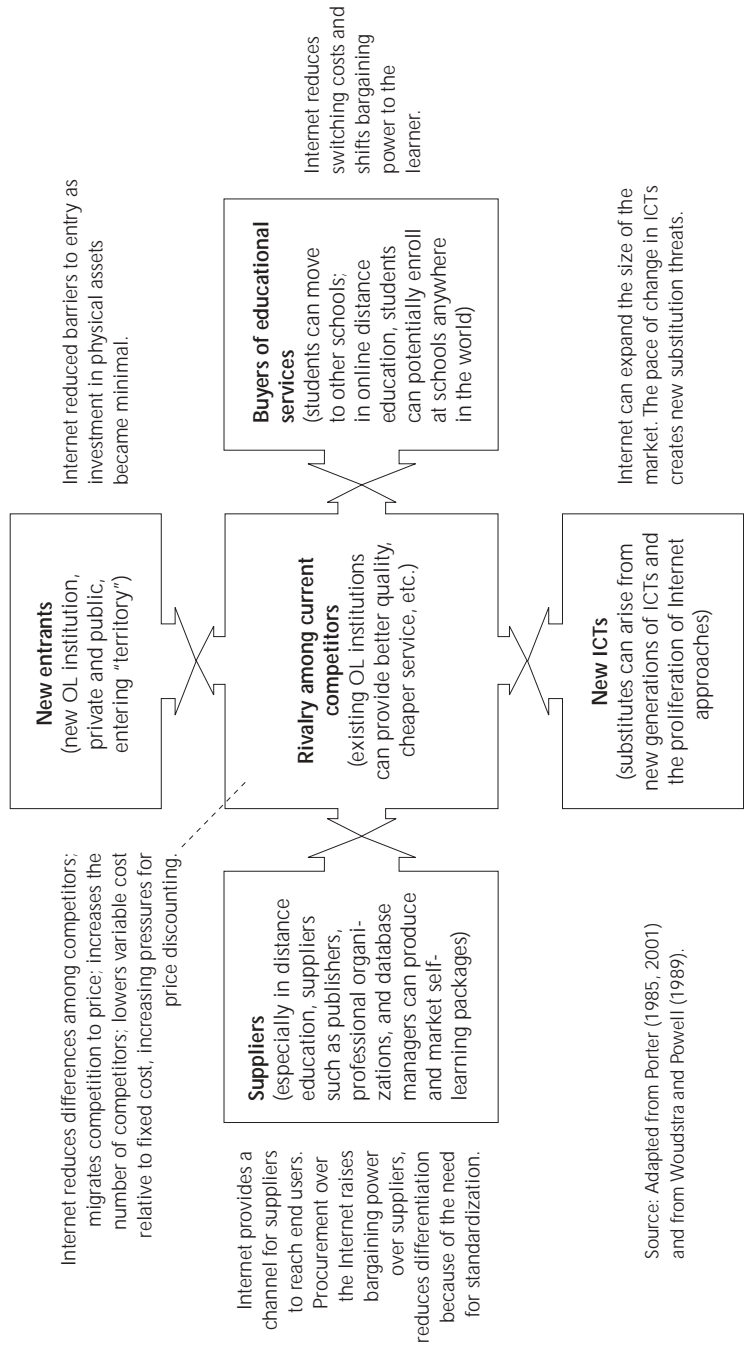 Internet reduces differences among competitors;
migrates competition to price; increases the
number of competitors; lowers variable cost
relative to fixed cost, increasing pressures for
price discounting.
New entrants
(new OL institution,
private and public,
entering “territory”)
Internet reduced barriers to entry as
investment in physical assets
became minimal.
Internet provides a
channel for suppliers
to reach end users.
Procurement over
the Internet raises
bargaining power
over suppliers,
reduces differentiation
because of the need
for standardization.
Suppliers
(especially in distance
education, suppliers
such as publishers,
professional organi-
zations, and database
managers can produce
and market self-
learning packages)
Rivalry among current
competitors
(existing OL institutions
can provide better quality,
cheaper service, etc.)
Buyers of educational
services
(students can move
to other schools;
in online distance
education, students
can potentially enroll
at schools anywhere
in the world)
Internet reduces
switching costs and
shifts bargaining
power to the
learner.
New ICTs
(substitutes can arise from
new generations of ICTs and
the proliferation of Internet
approaches)
Internet can expand the size of the
market. The pace of change in ICTs
creates new substitution threats.
Source: Adapted from Porter (1985, 2001)
and from Woudstra and Powell (1989).